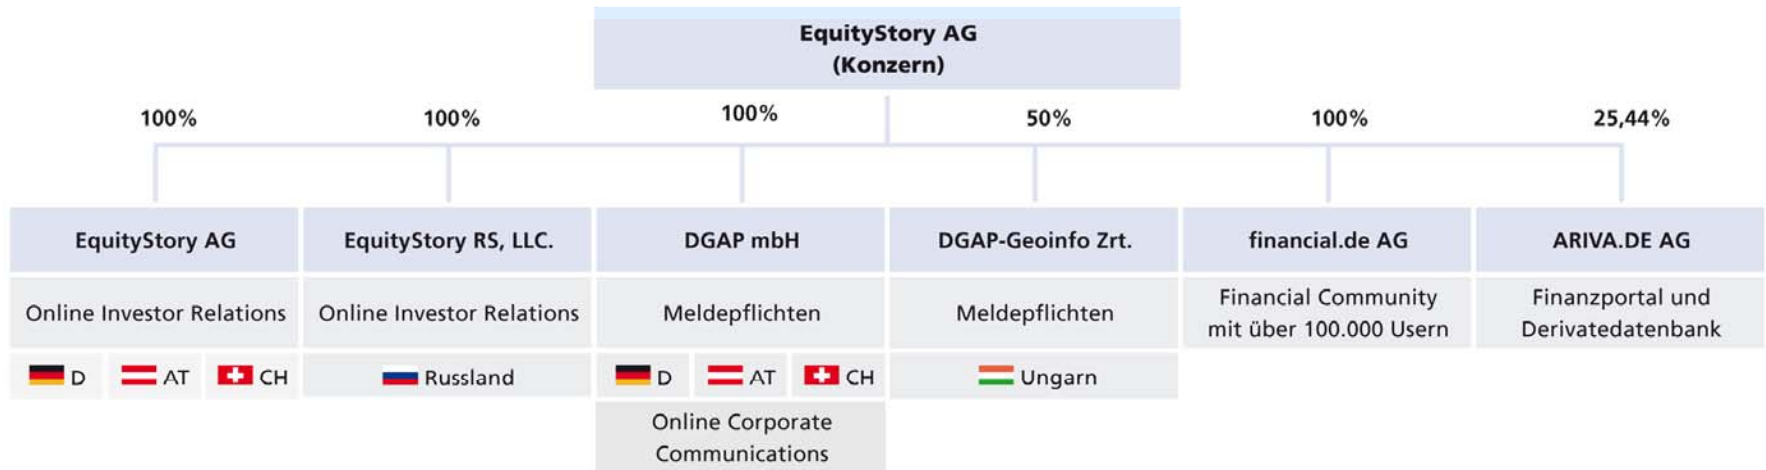 EquityStory AG
(Konzern)
100%
100%
100%
50%
100%
25,44%
EquityStory AG
EquityStory RS, LLC.
DGAP mbH
DGAP-Geoinfo Zrt.
financial.de AG
ARIVA.DE AG
Online Investor Relations
Online Investor Relations
Meldepflichten
Meldepflichten
Financial Community
mit über 100.000 Usern
Finanzportal und
Derivatedatenbank
D
AT
CH
Russland
D
AT
CH
Ungarn
Online Corporate
Communications